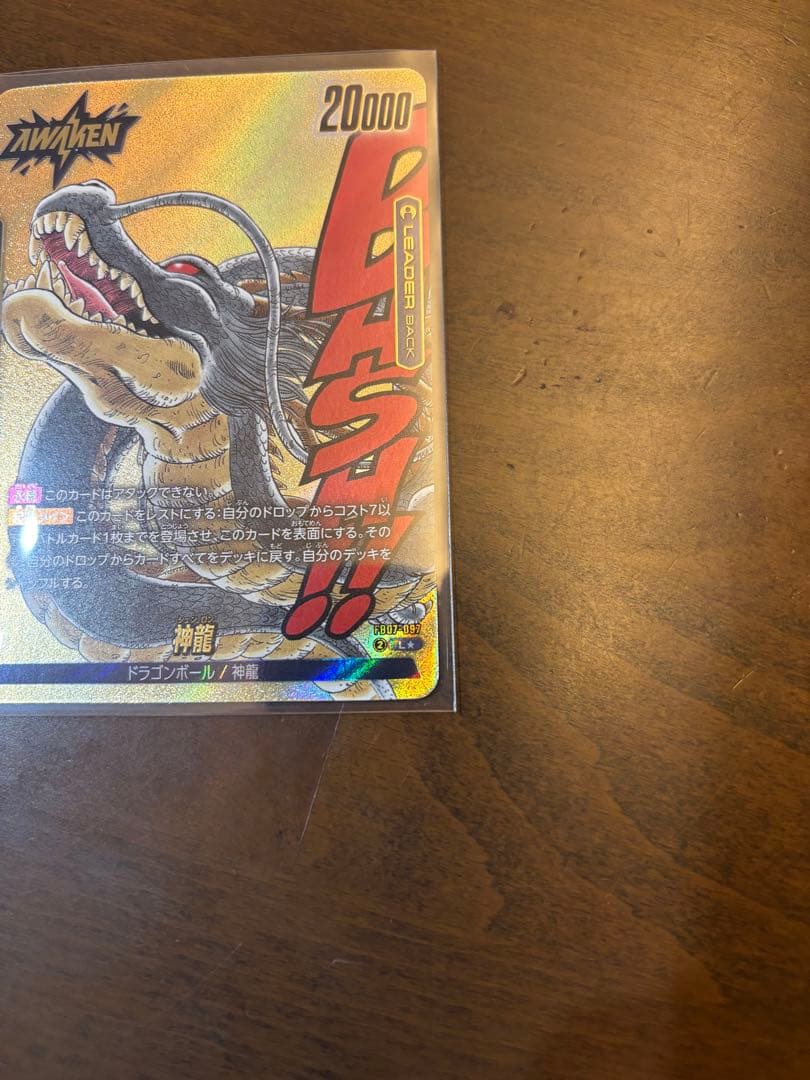 AWAKEN
20000
DASH!!
LEADER BACK
永続 このカードはアタックできない。
このカードをレストにする:自分のドロップからコスト7以
トルカード1枚までを登場させ、このカードを表面にする。その
自分のドロップからカードすべてをデッキに戻す。自分のデッキを
ッフルする。
神龍
FB07-097
2 L★
ドラゴンボール / 神龍